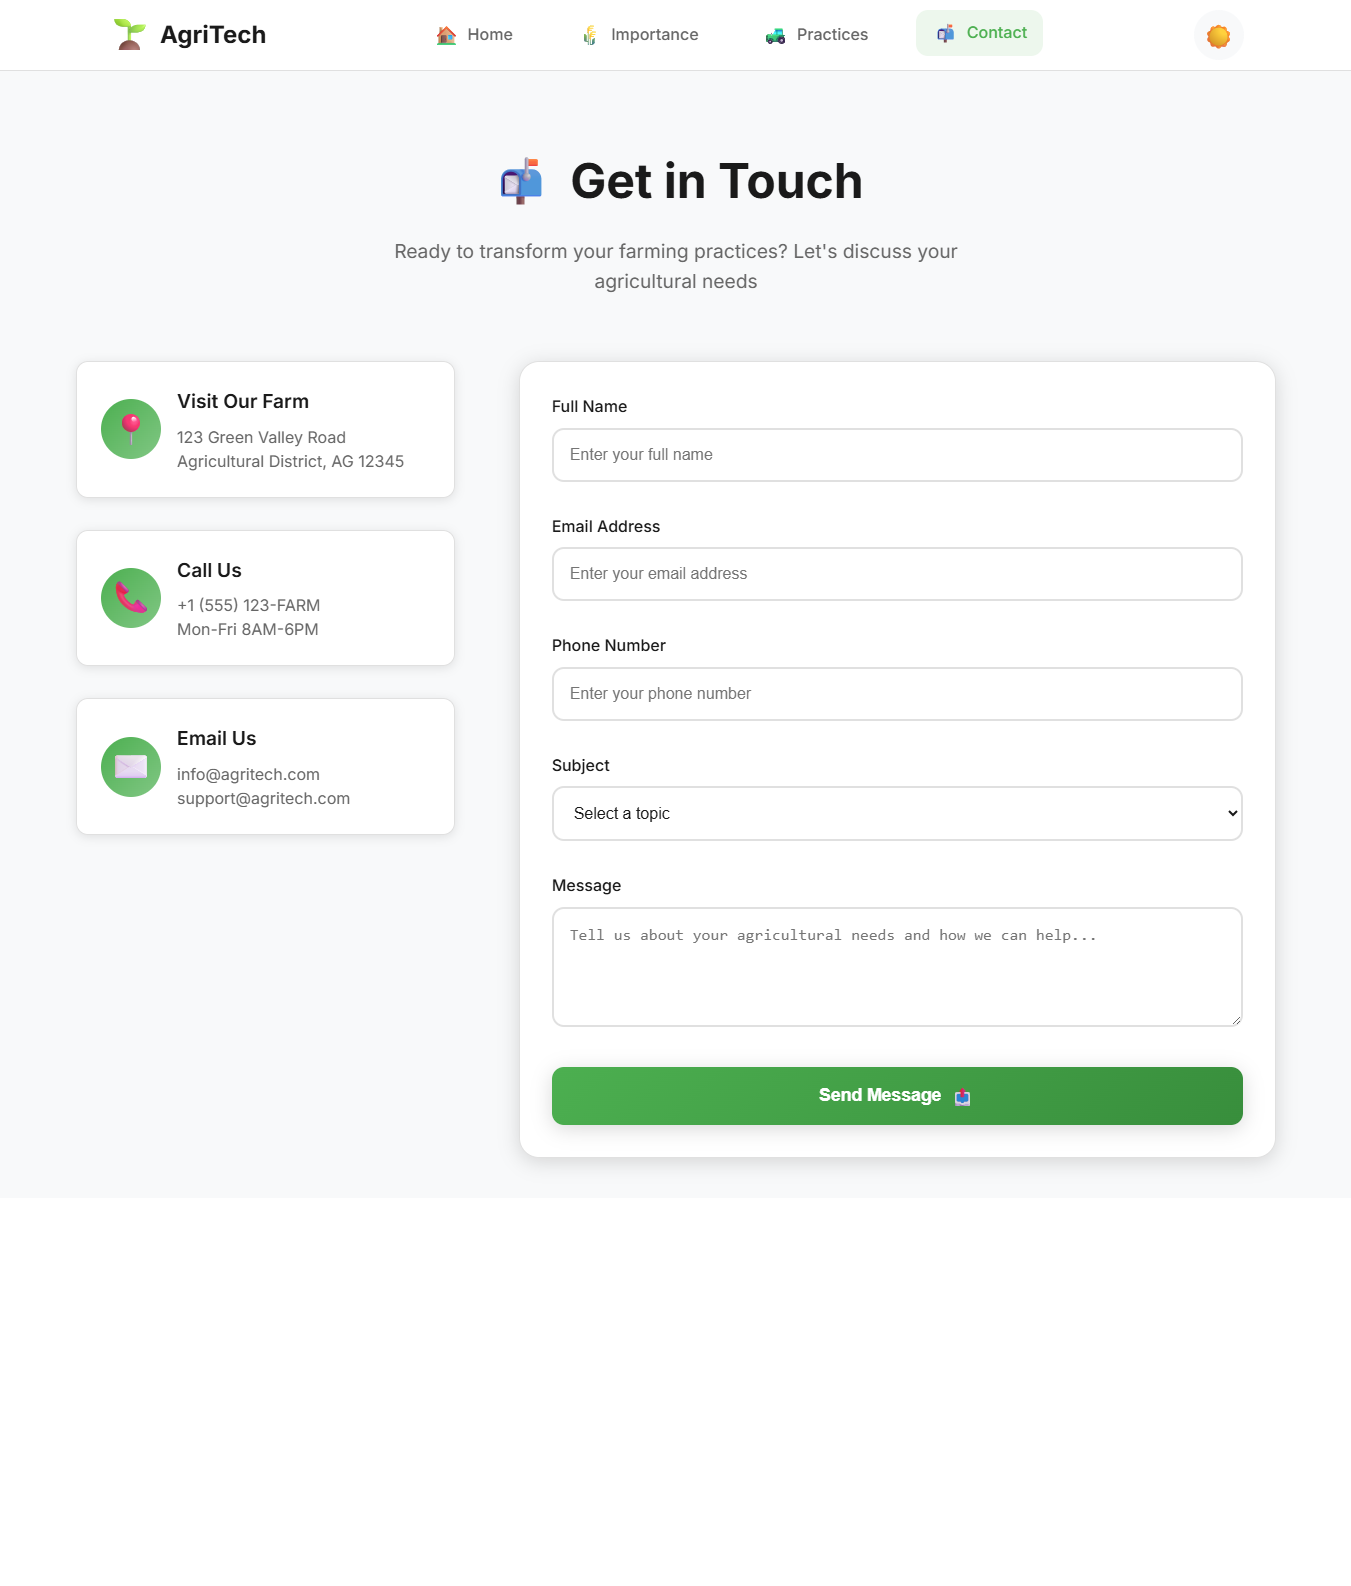 AgriTech
Home
Importance
Practices
Contact
Get in Touch
Ready to transform your farming practices? Let's discuss your
agricultural needs
Visit Our Farm
123 Green Valley Road
Agricultural District, AG 12345
Call Us
+1 (555) 123-FARM
Mon-Fri 8AM-6PM
Email Us
info@agritech.com
support@agritech.com
Full Name
Enter your full name
Email Address
Enter your email address
Phone Number
Enter your phone number
Subject
Select a topic
Message
Tell us about your agricultural needs and how we can help...
Send Message